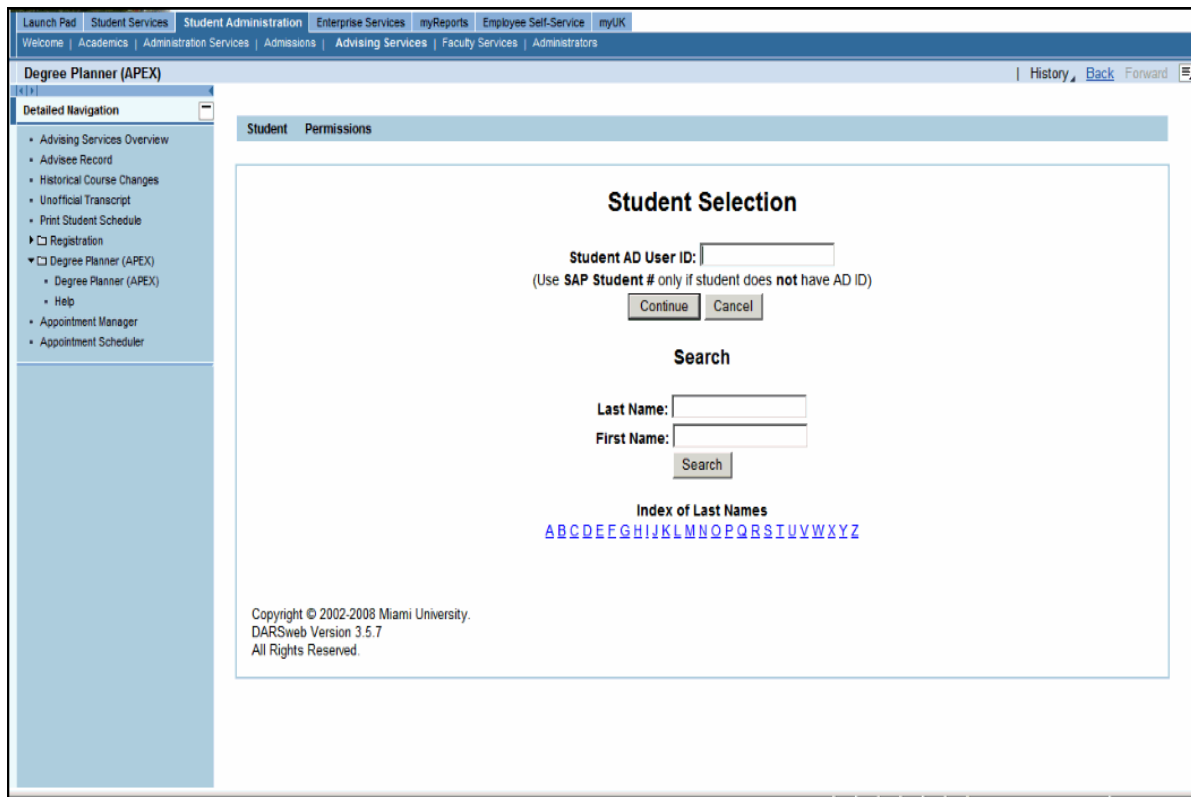 Launch Pad Student Services Student Administration Enterprise Services myReports Employee Self-Service myUK
Welcome | Academics | Administration Services | Admissions | Advising Services | Faculty Services | Administrators
Degree Planner (APEX) | History Back Forward
Detailed Navigation
Advising Services Overview
Advisee Record
Historical Course Changes
Unofficial Transcript
Print Student Schedule
Registration
Degree Planner (APEX)
Degree Planner (APEX)
Help
Appointment Manager
Appointment Scheduler
Student Permissions
Student Selection
Student AD User ID:
(Use SAP Student # only if student does not have AD ID)
Continue Cancel
Search
Last Name:
First Name:
Search
Index of Last Names
A B C D E F G H I J K L M N O P Q R S T U V W X Y Z
Copyright © 2002-2008 Miami University.
DARSweb Version 3.5.7
All Rights Reserved.